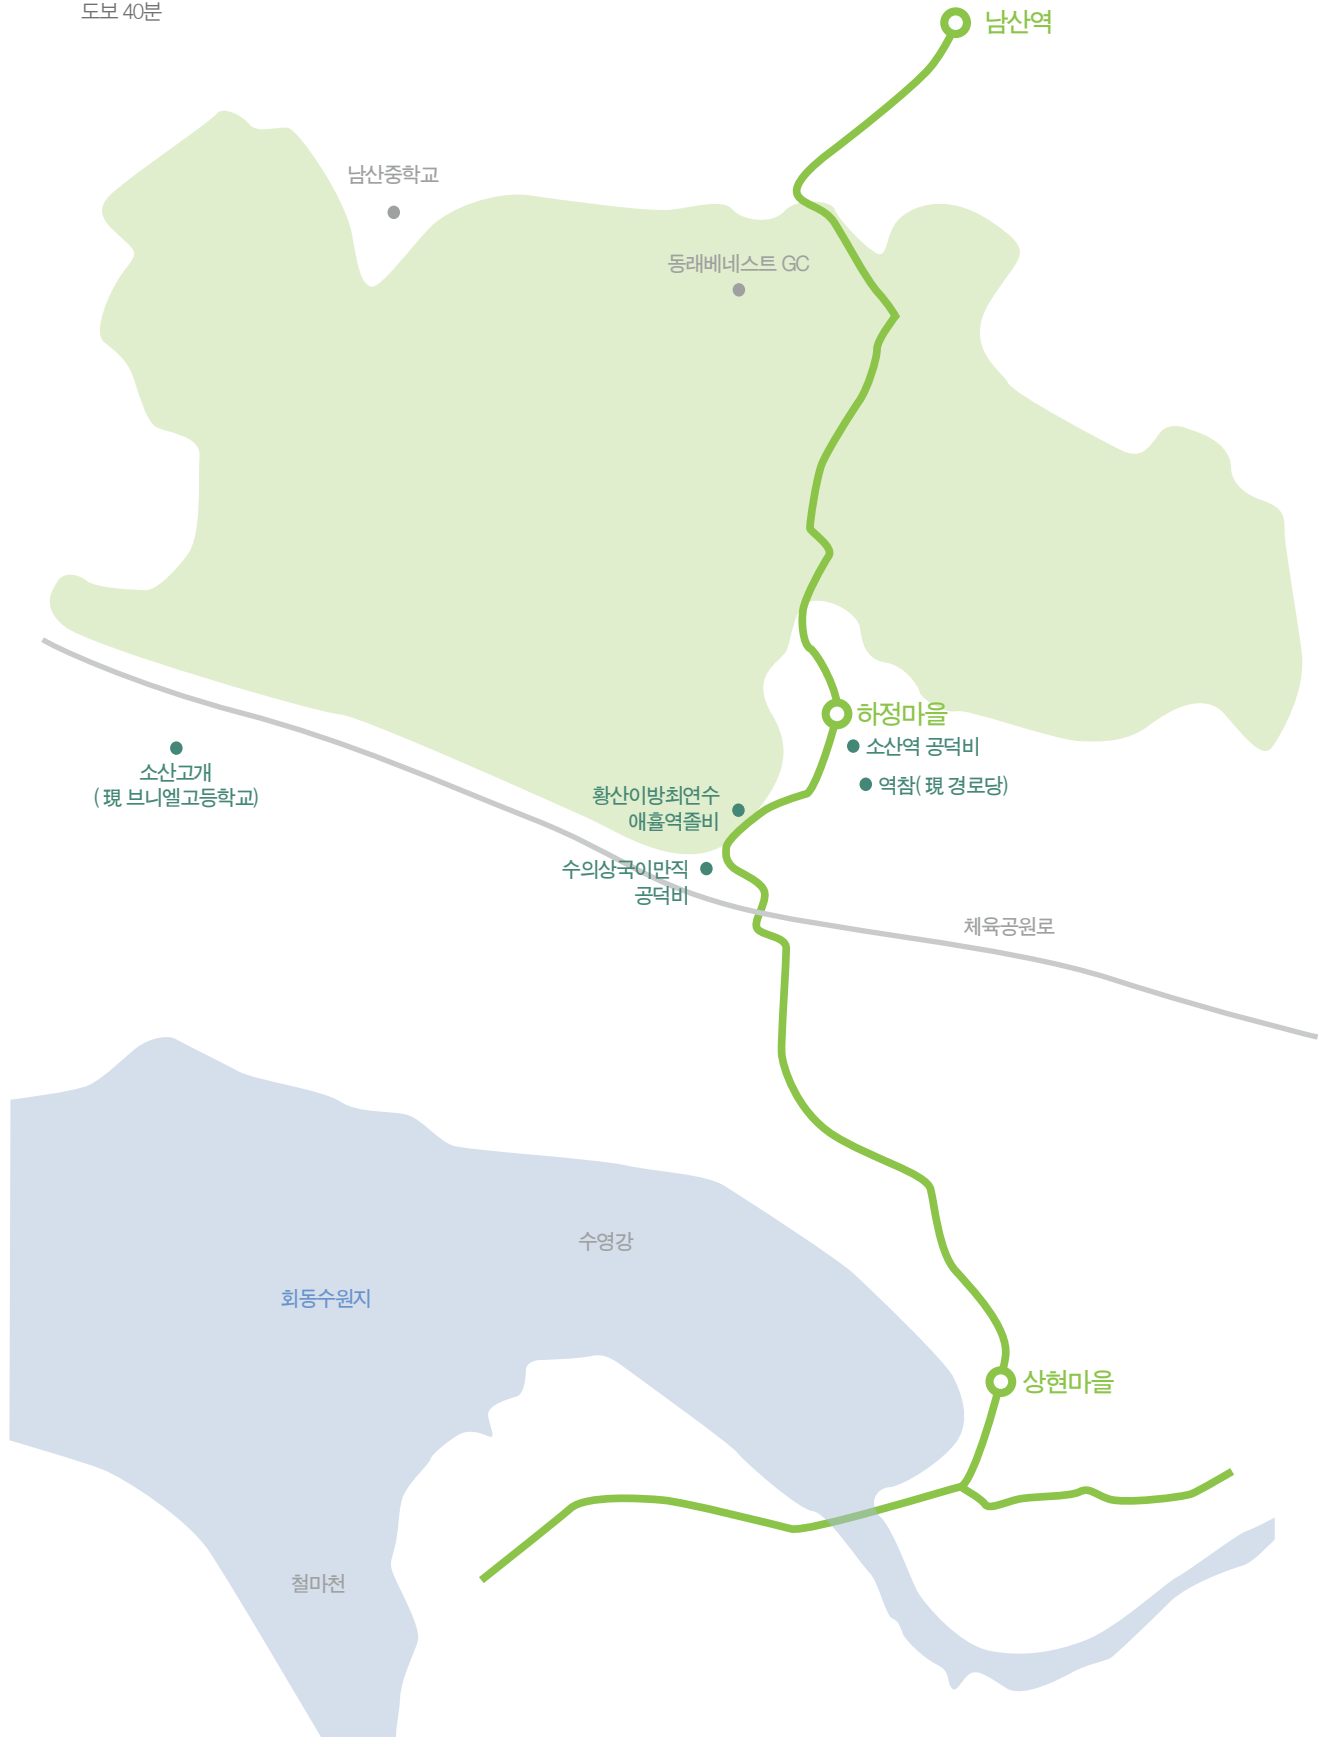 도보 40분
남산역
남산중학교
동래베네스트 GC
하정마을
소산역 공덕비
역참( 現 경로당)
소산고개
( 現 브니엘고등학교)
황산이방최연수
애휼역졸비
수의상국이만직
공덕비
체육공원로
수영강
회동수원지
상현마을
철마천